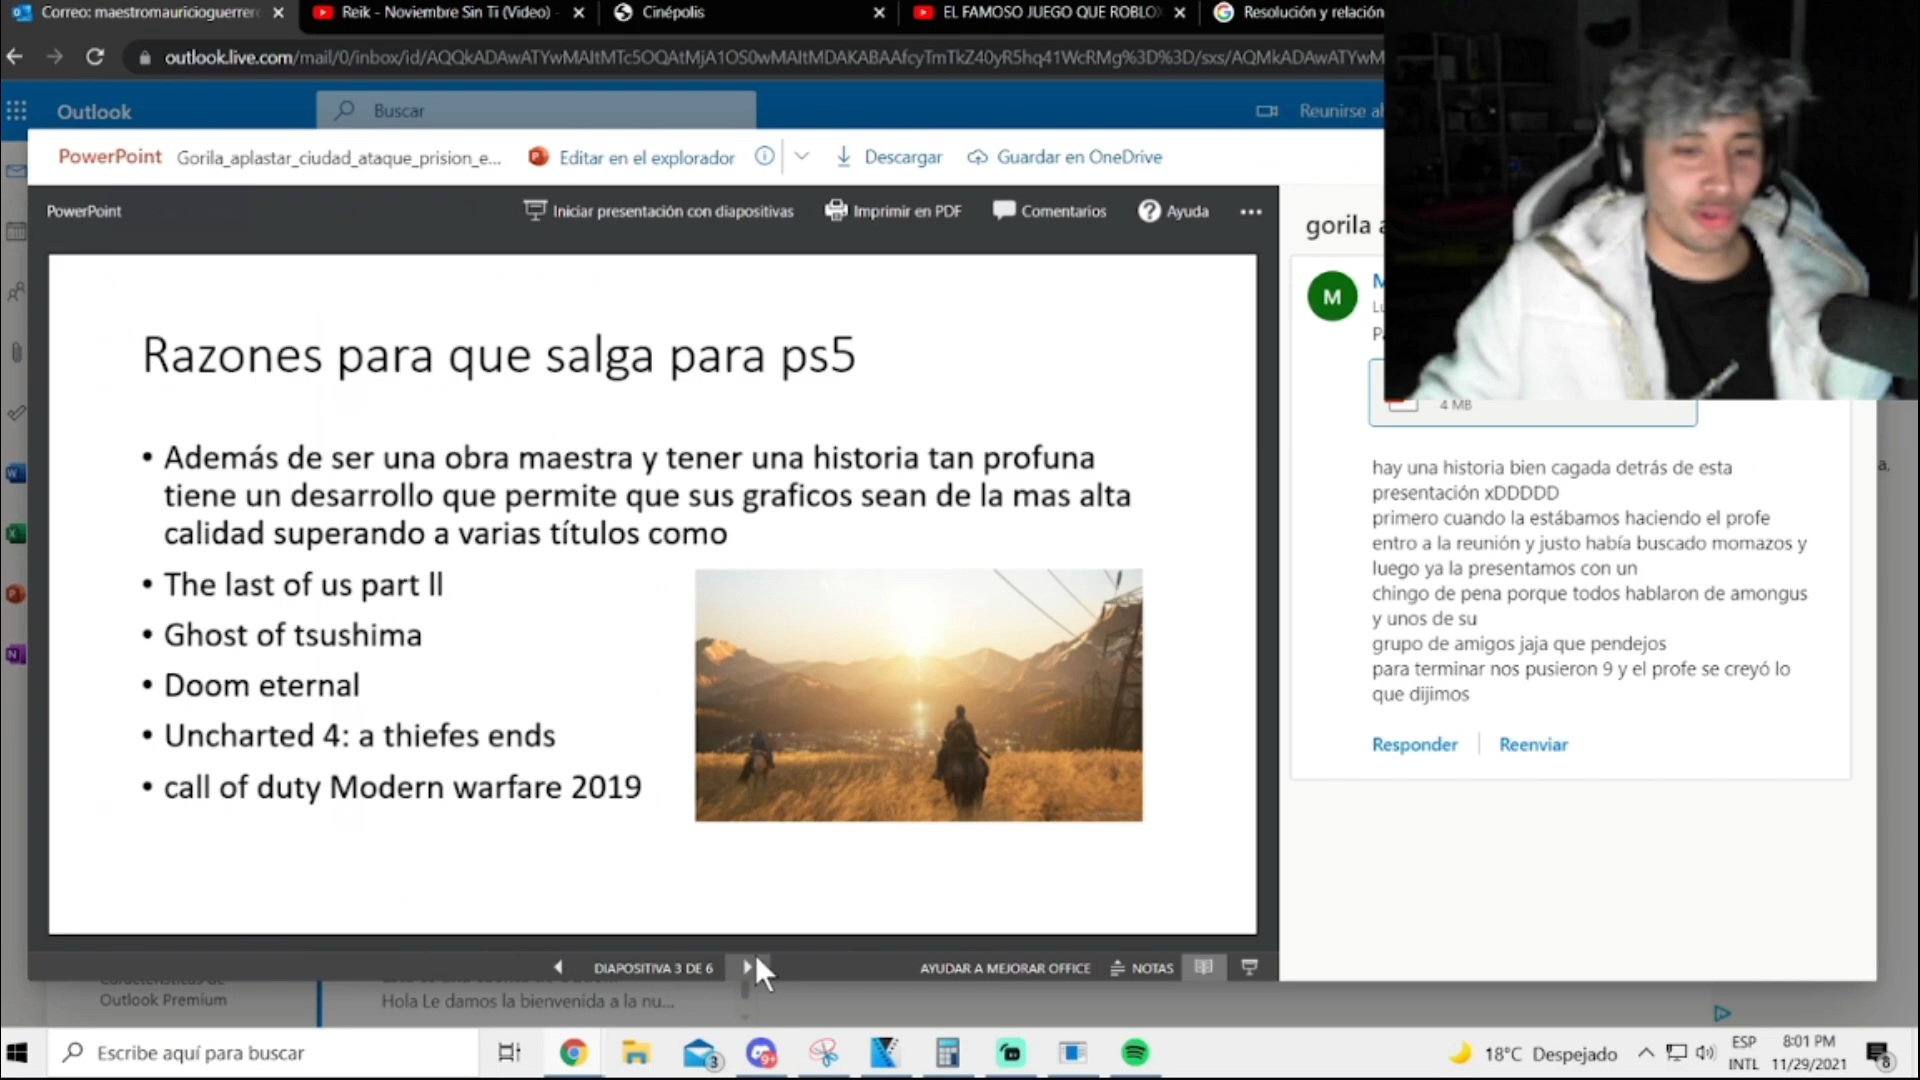 Correo: maestromauricioguerrer
Reik - Noviembre Sin Ti (Video)
Cinépolis
EL FAMOSO JUEGO QUE ROBLOX
Resolución y relación
outlook.live.com/mail/0/inbox/id/
Outlook
Buscar
Reunirse a
PowerPoint
Gorila_aplastar_ciudad_ataque_prision_e...
Editar en el explorador
Descargar
Guardar en OneDrive
PowerPoint
Iniciar presentación con diapositivas
Imprimir en PDF
Comentarios
Ayuda
Razones para que salga para ps5
• Además de ser una obra maestra y tener una historia tan profuna
tiene un desarrollo que permite que sus graficos sean de la mas alta
calidad superando a varias títulos como
• The last of us part ll
• Ghost of tsushima
• Doom eternal
• Uncharted 4: a thiefes ends
• call of duty Modern warfare 2019
DIAPOSITIVA 3 DE 6
AYUDAR A MEJORAR OFFICE
NOTAS
gorila a
M
4 MB
hay una historia bien cagada detrás de esta
presentación xDDDDD
primero cuando la estábamos haciendo el profe
entro a la reunión y justo había buscado momazos y
luego ya la presentamos con un
chingo de pena porque todos hablaron de amongus
y unos de su
grupo de amigos jaja que pendejos
para terminar nos pusieron 9 y el profe se creyó lo
que dijimos
Responder
Reenviar
Outlook Premium
Hola Le damos la bienvenida a la nu...
Escribe aquí para buscar
3
9+
18°C Despejado
ESP
INTL
8:01 PM
11/29/2021
8